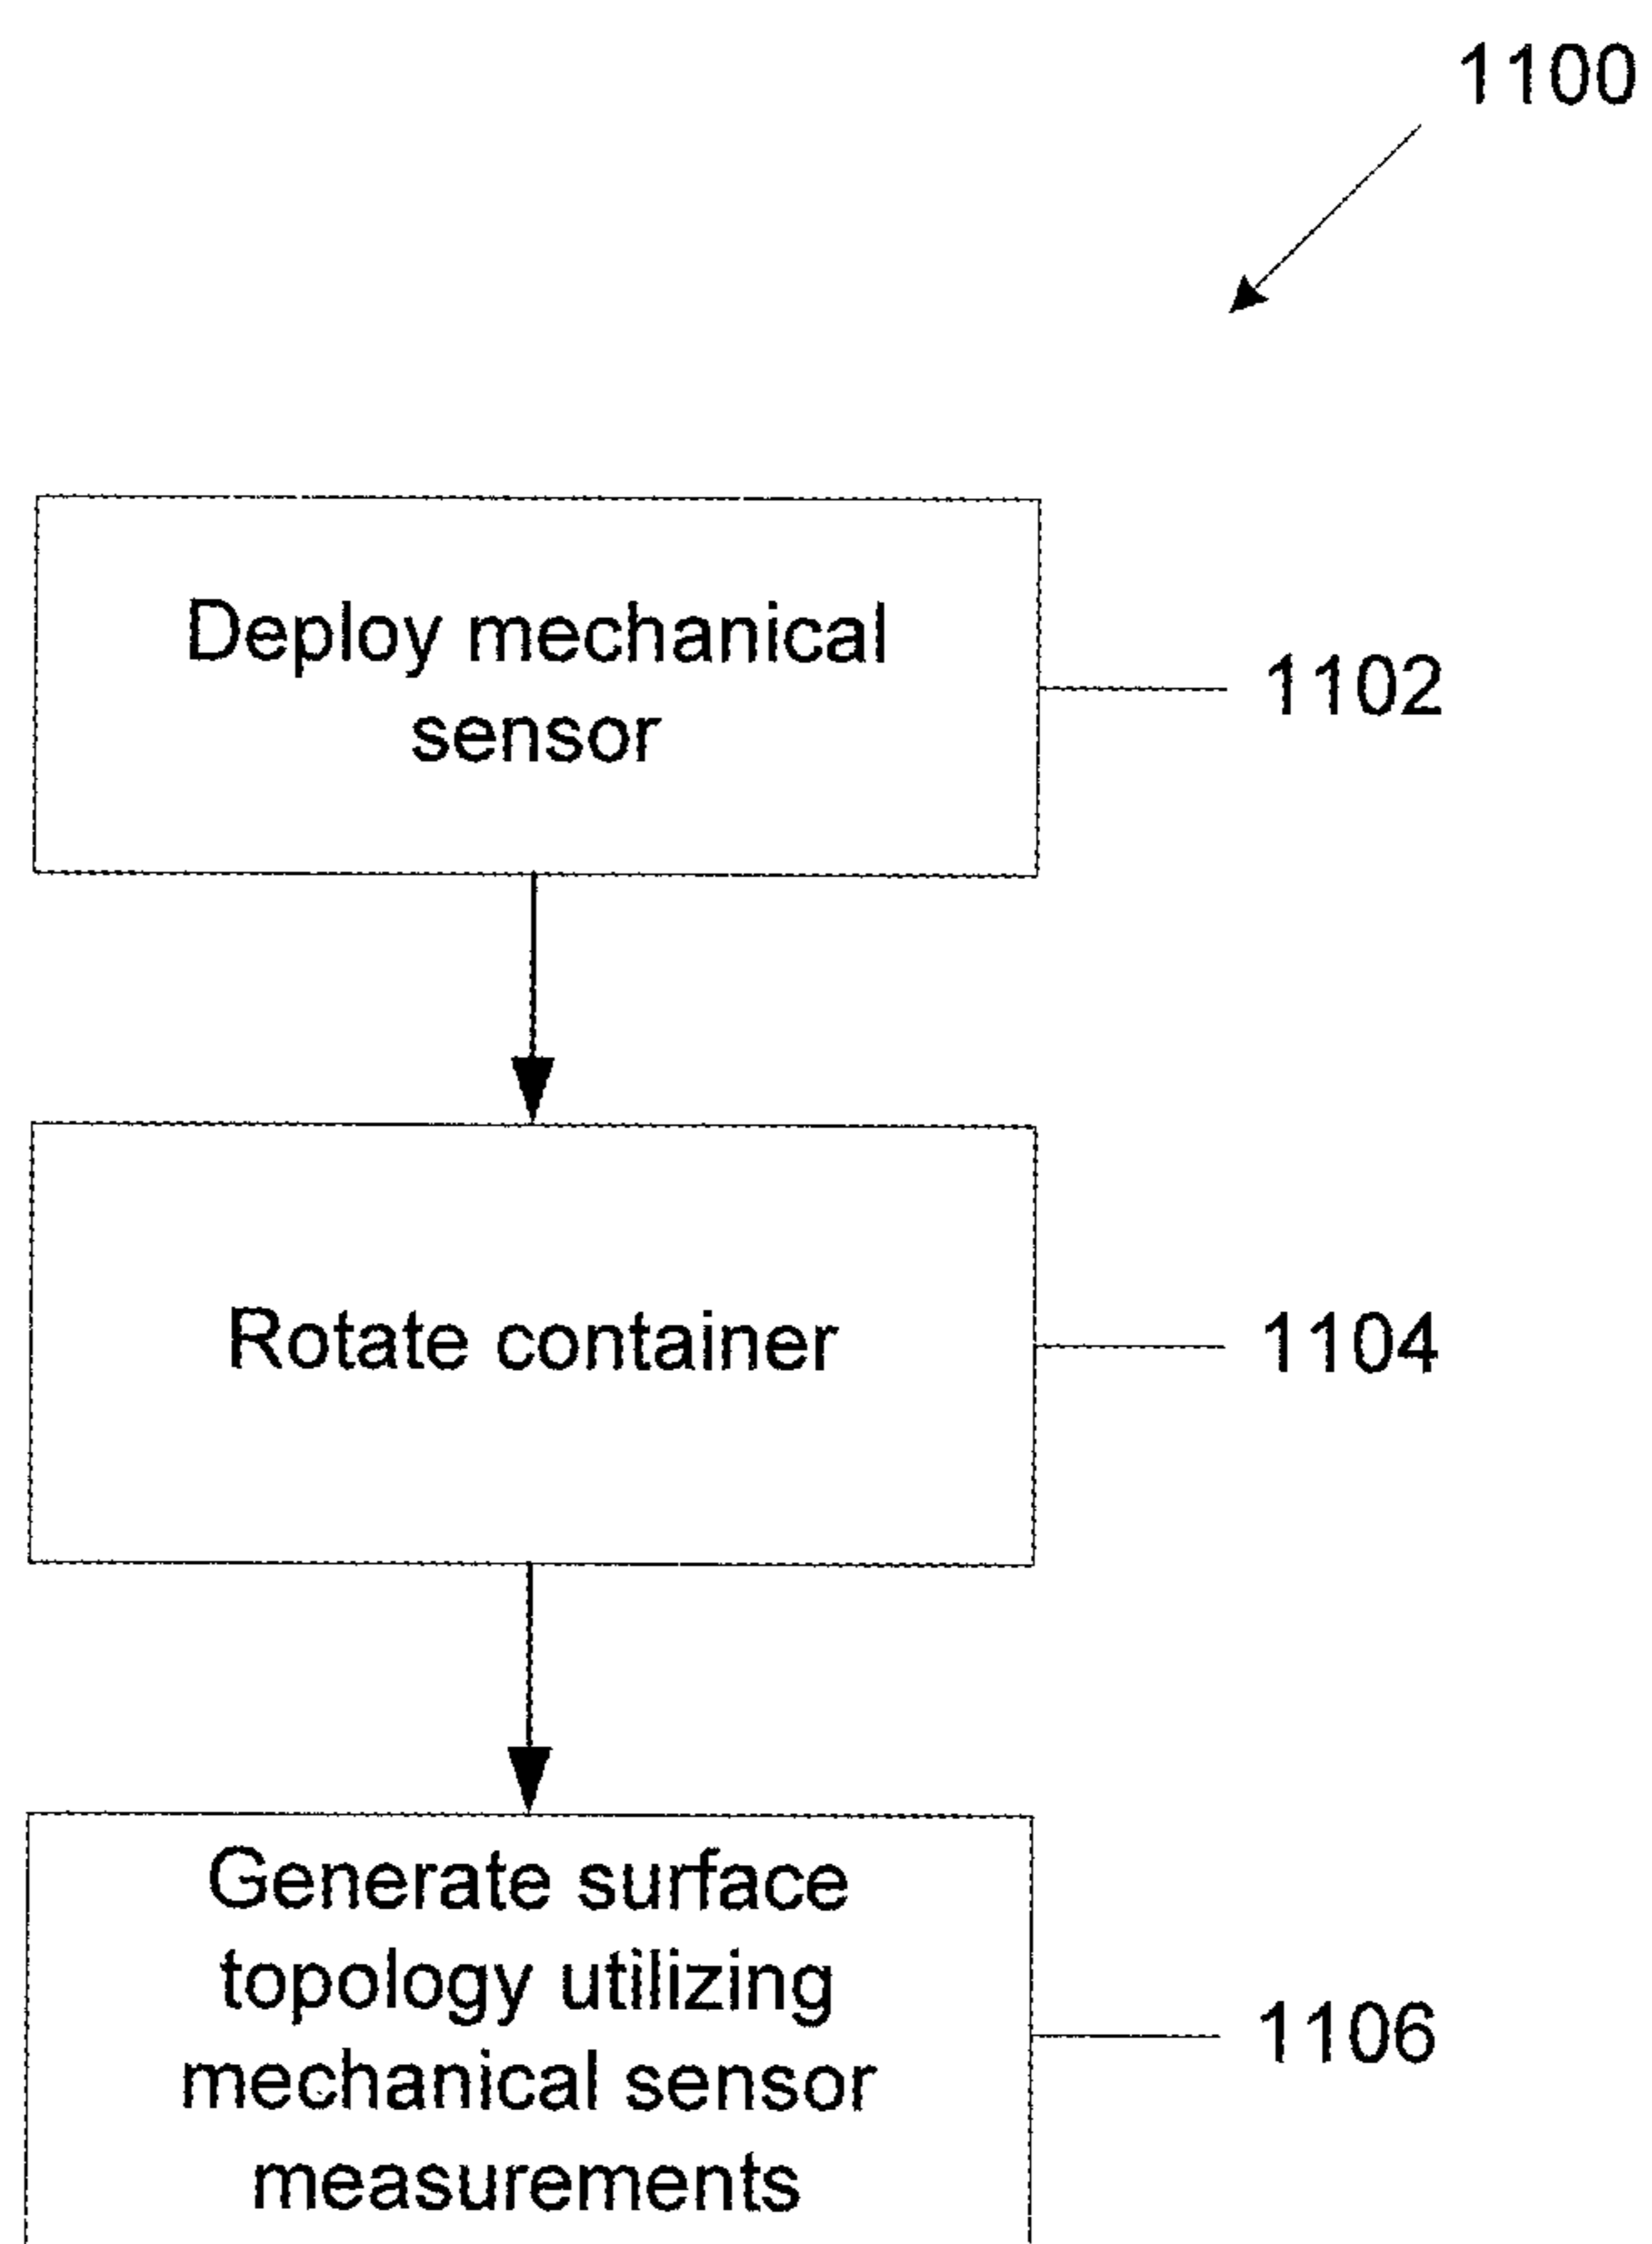 1100
Deploy mechanical
sensor
1102
Rotate container
1104
Generate surface
topology utilizing
mechanical sensor
measurements
1106